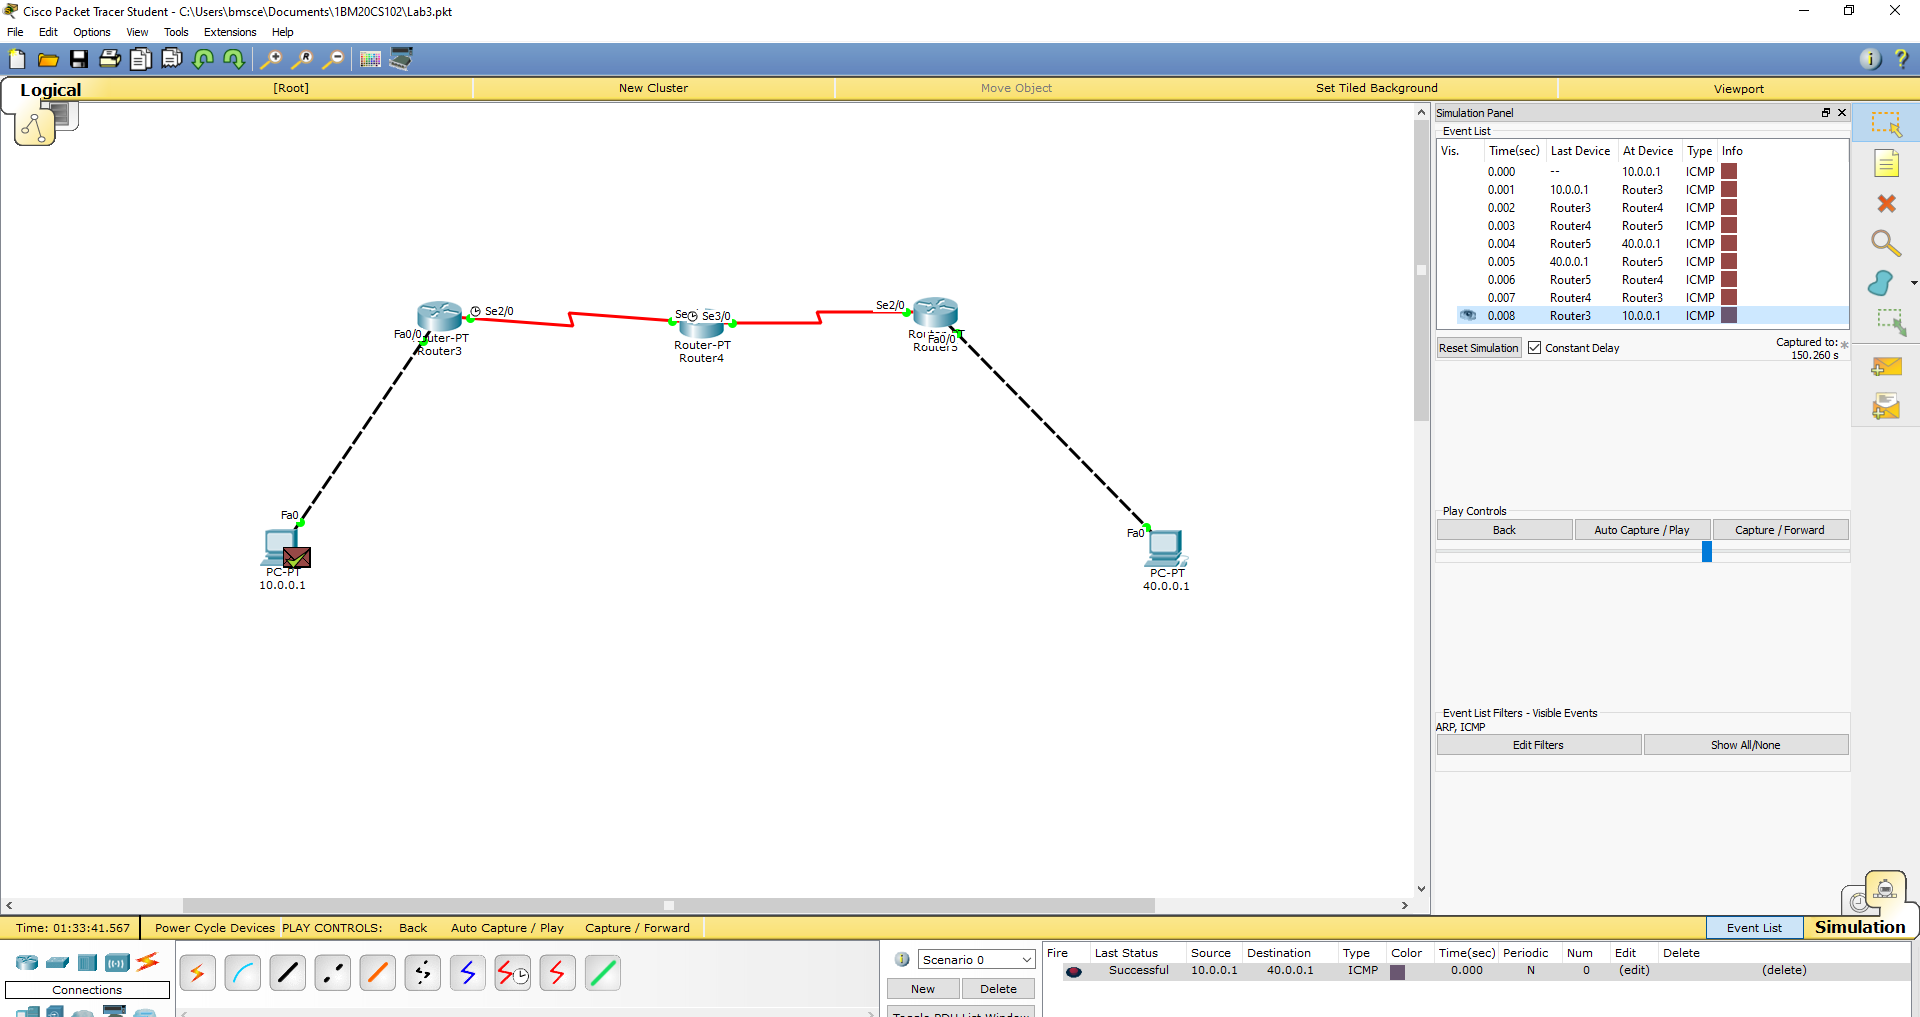 Cisco Packet Tracer Student - C:\Users\bmsce\Documents\1BM20CS102\Lab3.pkt
File Edit Options View Tools Extensions Help
Logical [Root] New Cluster Move Object Set Tiled Background Viewport
Simulation Panel
Event List
Vis. Time(sec) Last Device At Device Type Info
0.000 -- 10.0.0.1 ICMP
0.001 10.0.0.1 Router3 ICMP
0.002 Router3 Router4 ICMP
0.003 Router4 Router5 ICMP
0.004 Router5 40.0.0.1 ICMP
0.005 40.0.0.1 Router5 ICMP
0.006 Router5 Router4 ICMP
0.007 Router4 Router3 ICMP
0.008 Router3 10.0.0.1 ICMP
Reset Simulation Constant Delay Captured to:
150.260 s
Se2/0
Fa0/0
Router3
Se3/0
Router-PT
Router4
Se2/0
Fa0/0
Fa0
PC-PT
10.0.0.1
Fa0
PC-PT
40.0.0.1
Play Controls
Back Auto Capture / Play Capture / Forward
Event List Filters - Visible Events
ARP, ICMP
Edit Filters Show All/None
Time: 01:33:41.567 Power Cycle Devices PLAY CONTROLS: Back Auto Capture / Play Capture / Forward Event List Simulation
Connections
Scenario 0
New Delete
Toggle PDU List Window
Fire Last Status Source Destination Type Color Time(sec) Periodic Num Edit Delete
Successful 10.0.0.1 40.0.0.1 ICMP 0.000 N 0 (edit) (delete)